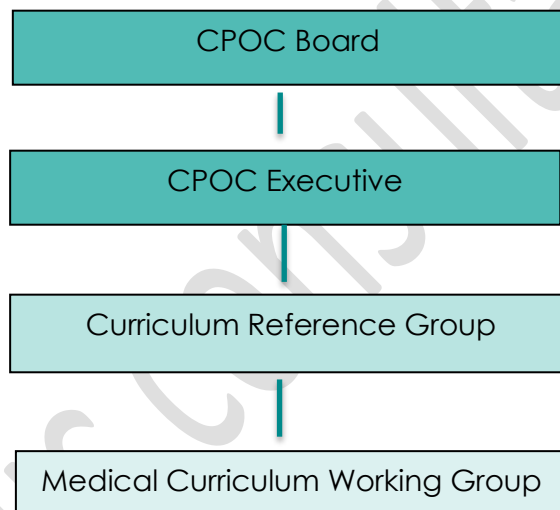 CPOC Board
CPOC Executive
Curriculum Reference Group
Medical Curriculum Working Group